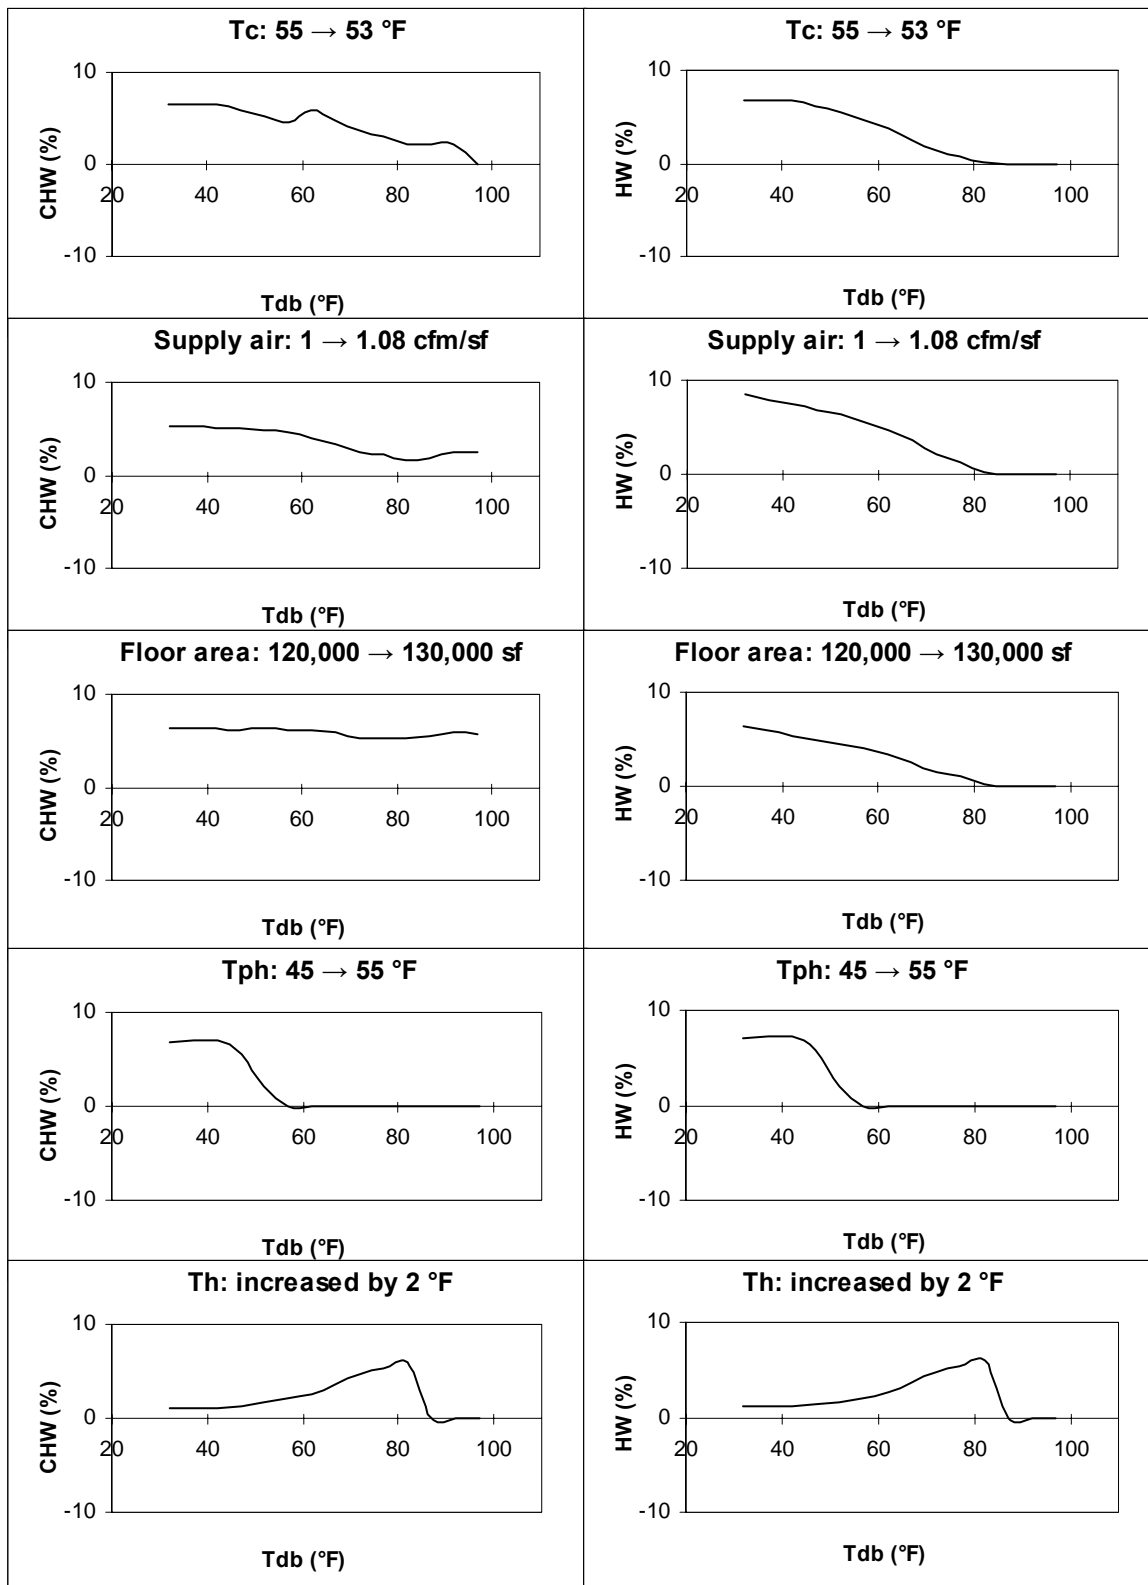 Tc: 55 → 53 °F
10
0
-10
20 40 60 80 100
CHW (%)
Tdb (°F)
Tc: 55 → 53 °F
10
0
-10
20 40 60 80 100
HW (%)
Tdb (°F)
Supply air: 1 → 1.08 cfm/sf
10
0
-10
20 40 60 80 100
CHW (%)
Tdb (°F)
Supply air: 1 → 1.08 cfm/sf
10
0
-10
20 40 60 80 100
HW (%)
Tdb (°F)
Floor area: 120,000 → 130,000 sf
10
0
-10
20 40 60 80 100
CHW (%)
Tdb (°F)
Floor area: 120,000 → 130,000 sf
10
0
-10
20 40 60 80 100
HW (%)
Tdb (°F)
Tph: 45 → 55 °F
10
0
-10
20 40 60 80 100
CHW (%)
Tdb (°F)
Tph: 45 → 55 °F
10
0
-10
20 40 60 80 100
HW (%)
Tdb (°F)
Th: increased by 2 °F
10
0
-10
20 40 60 80 100
CHW (%)
Tdb (°F)
Th: increased by 2 °F
10
0
-10
20 40 60 80 100
HW (%)
Tdb (°F)